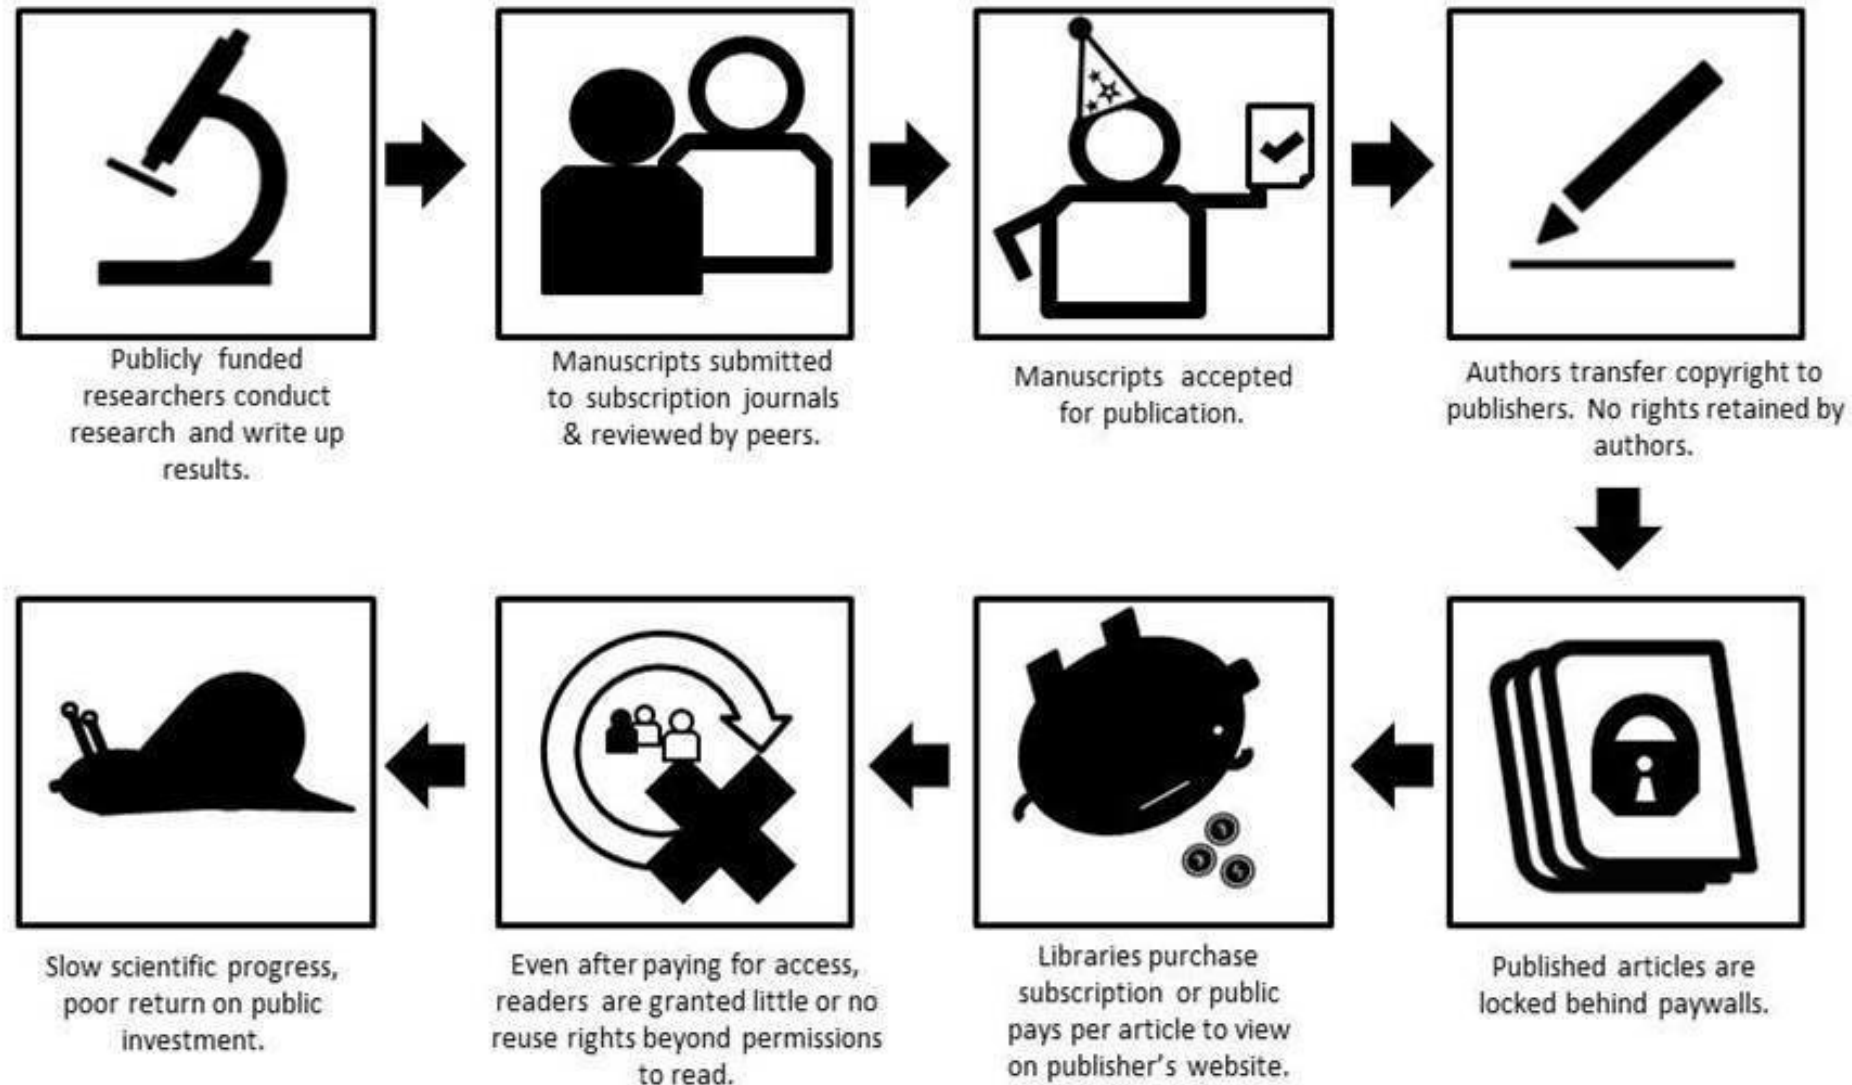 Publicly funded
researchers conduct
research and write up
results.
Manuscripts submitted
to subscription journals
& reviewed by peers.
Manuscripts accepted
for publication.
Authors transfer copyright to
publishers. No rights retained by
authors.
Published articles are
locked behind paywalls.
Libraries purchase
subscription or public
pays per article to view
on publisher's website.
Even after paying for access,
readers are granted little or no
reuse rights beyond permissions
to read.
Slow scientific progress,
poor return on public
investment.